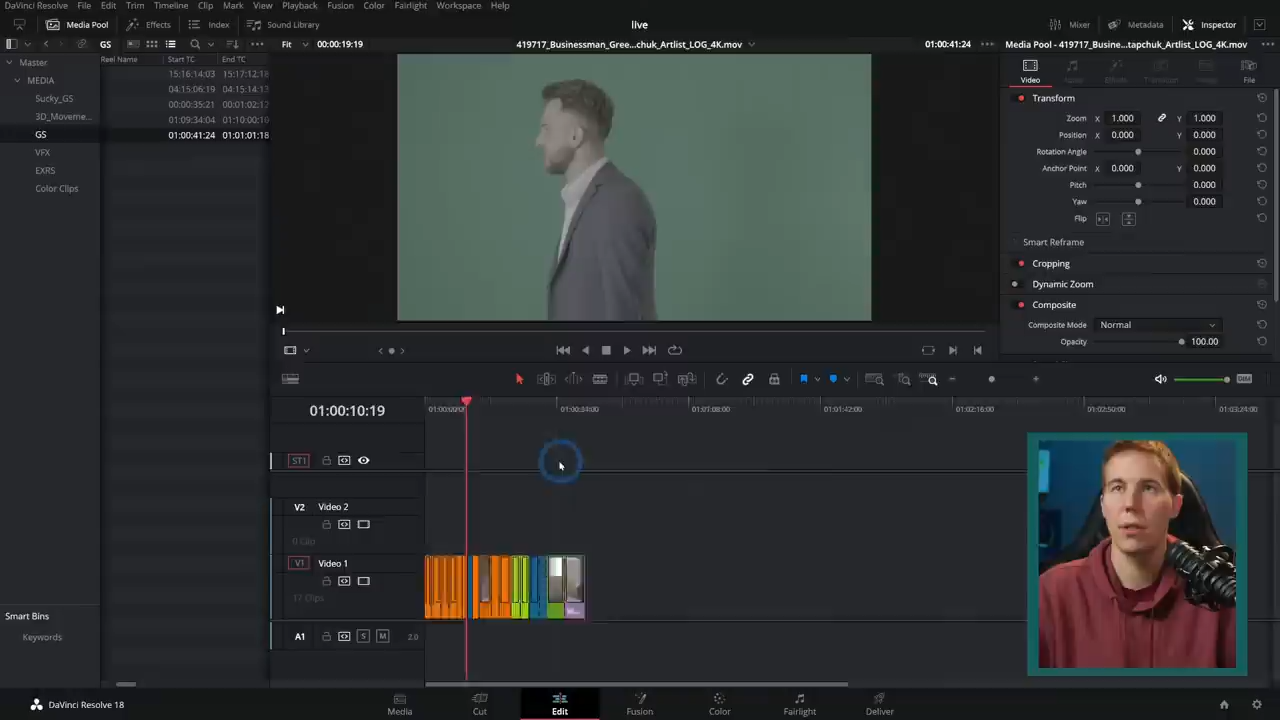 DaVinci Resolve File Edit Trim Timeline Clip Mark View Playback Fusion Color Fairlight Workspace Help
Media Pool Effects Index Sound Library live Mixer Metadata Inspector
GS Fit 00:00:19:19 419717_Businessman_Gree...chuk_Artlist_LOG_4K.mov 01:00:41:24 Media Pool - 419717_Busine...tapchuk_Artlist_LOG_4K.mov
Master
MEDIA
Sucky_GS
3D_Moveme...
GS
VFX
EXRS
Color Clips
Reel Name Start TC End TC
15:16:14:03 15:17:12:18
04:15:06:19 04:15:14:13
00:00:35:21 00:01:02:12
01:09:34:04 01:10:00:10
01:00:41:24 01:01:01:18
Video File
Transform
Zoom X 1.000 Y 1.000
Position X 0.000 Y 0.000
Rotation Angle 0.000
Anchor Point X 0.000 Y 0.000
Pitch 0.000
Yaw 0.000
Flip
Smart Reframe
Cropping
Dynamic Zoom
Composite
Composite Mode Normal
Opacity 100.00
DIM
01:00:10:19
01:00:34:00 01:01:08:00 01:01:42:00 01:02:16:00 01:02:50:00 01:03:24:00
ST1
V2 Video 2
0 Clip
V1 Video 1
17 Clips
A1 S M 2.0
Smart Bins
Keywords
DaVinci Resolve 18
Media Cut Edit Fusion Color Fairlight Deliver